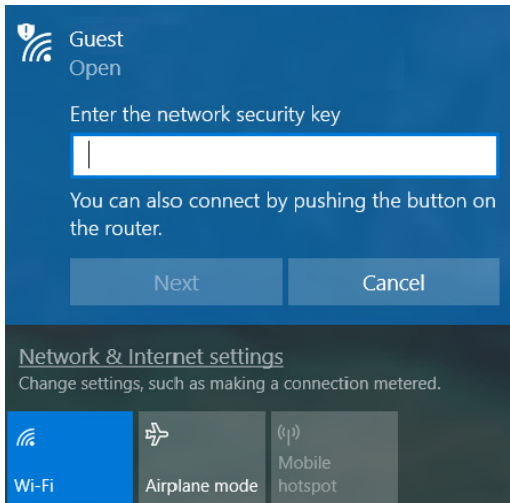 Guest
Open
Enter the network security key
You can also connect by pushing the button on
the router.
Next
Cancel
Network & Internet settings
Change settings, such as making a connection metered.
Wi-Fi
Airplane mode
Mobile
hotspot